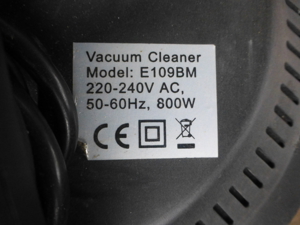 Vacuum Cleaner
Model: E109BM
220-240V AC,
50-60Hz, 800W
CE